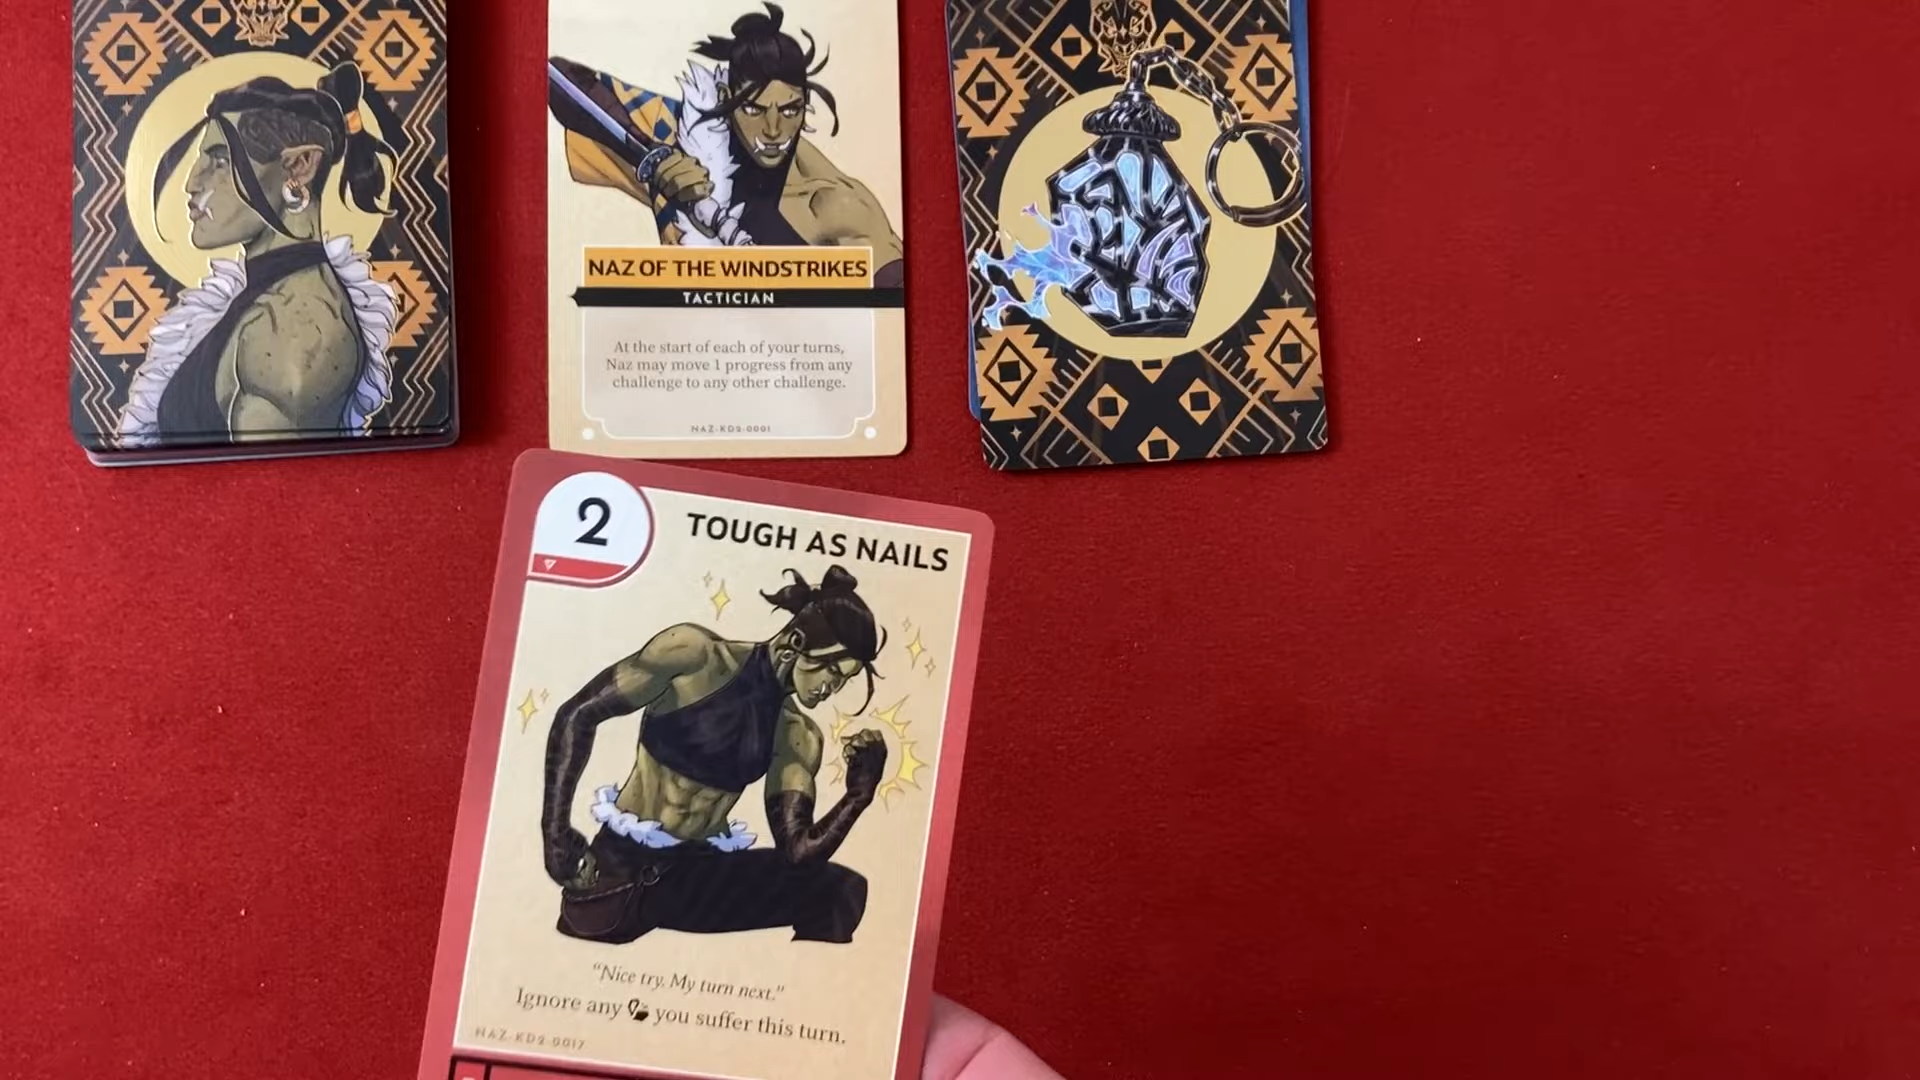 NAZ OF THE WINDSTRIKES
TACTICIAN
At the start of each of your turns,
Naz may move 1 progress from any
challenge to any other challenge.
NAZ-KD2-0001
2
TOUGH AS NAILS
“Nice try. My turn next.”
Ignore any you suffer this turn.
NAZ-KD2-0017